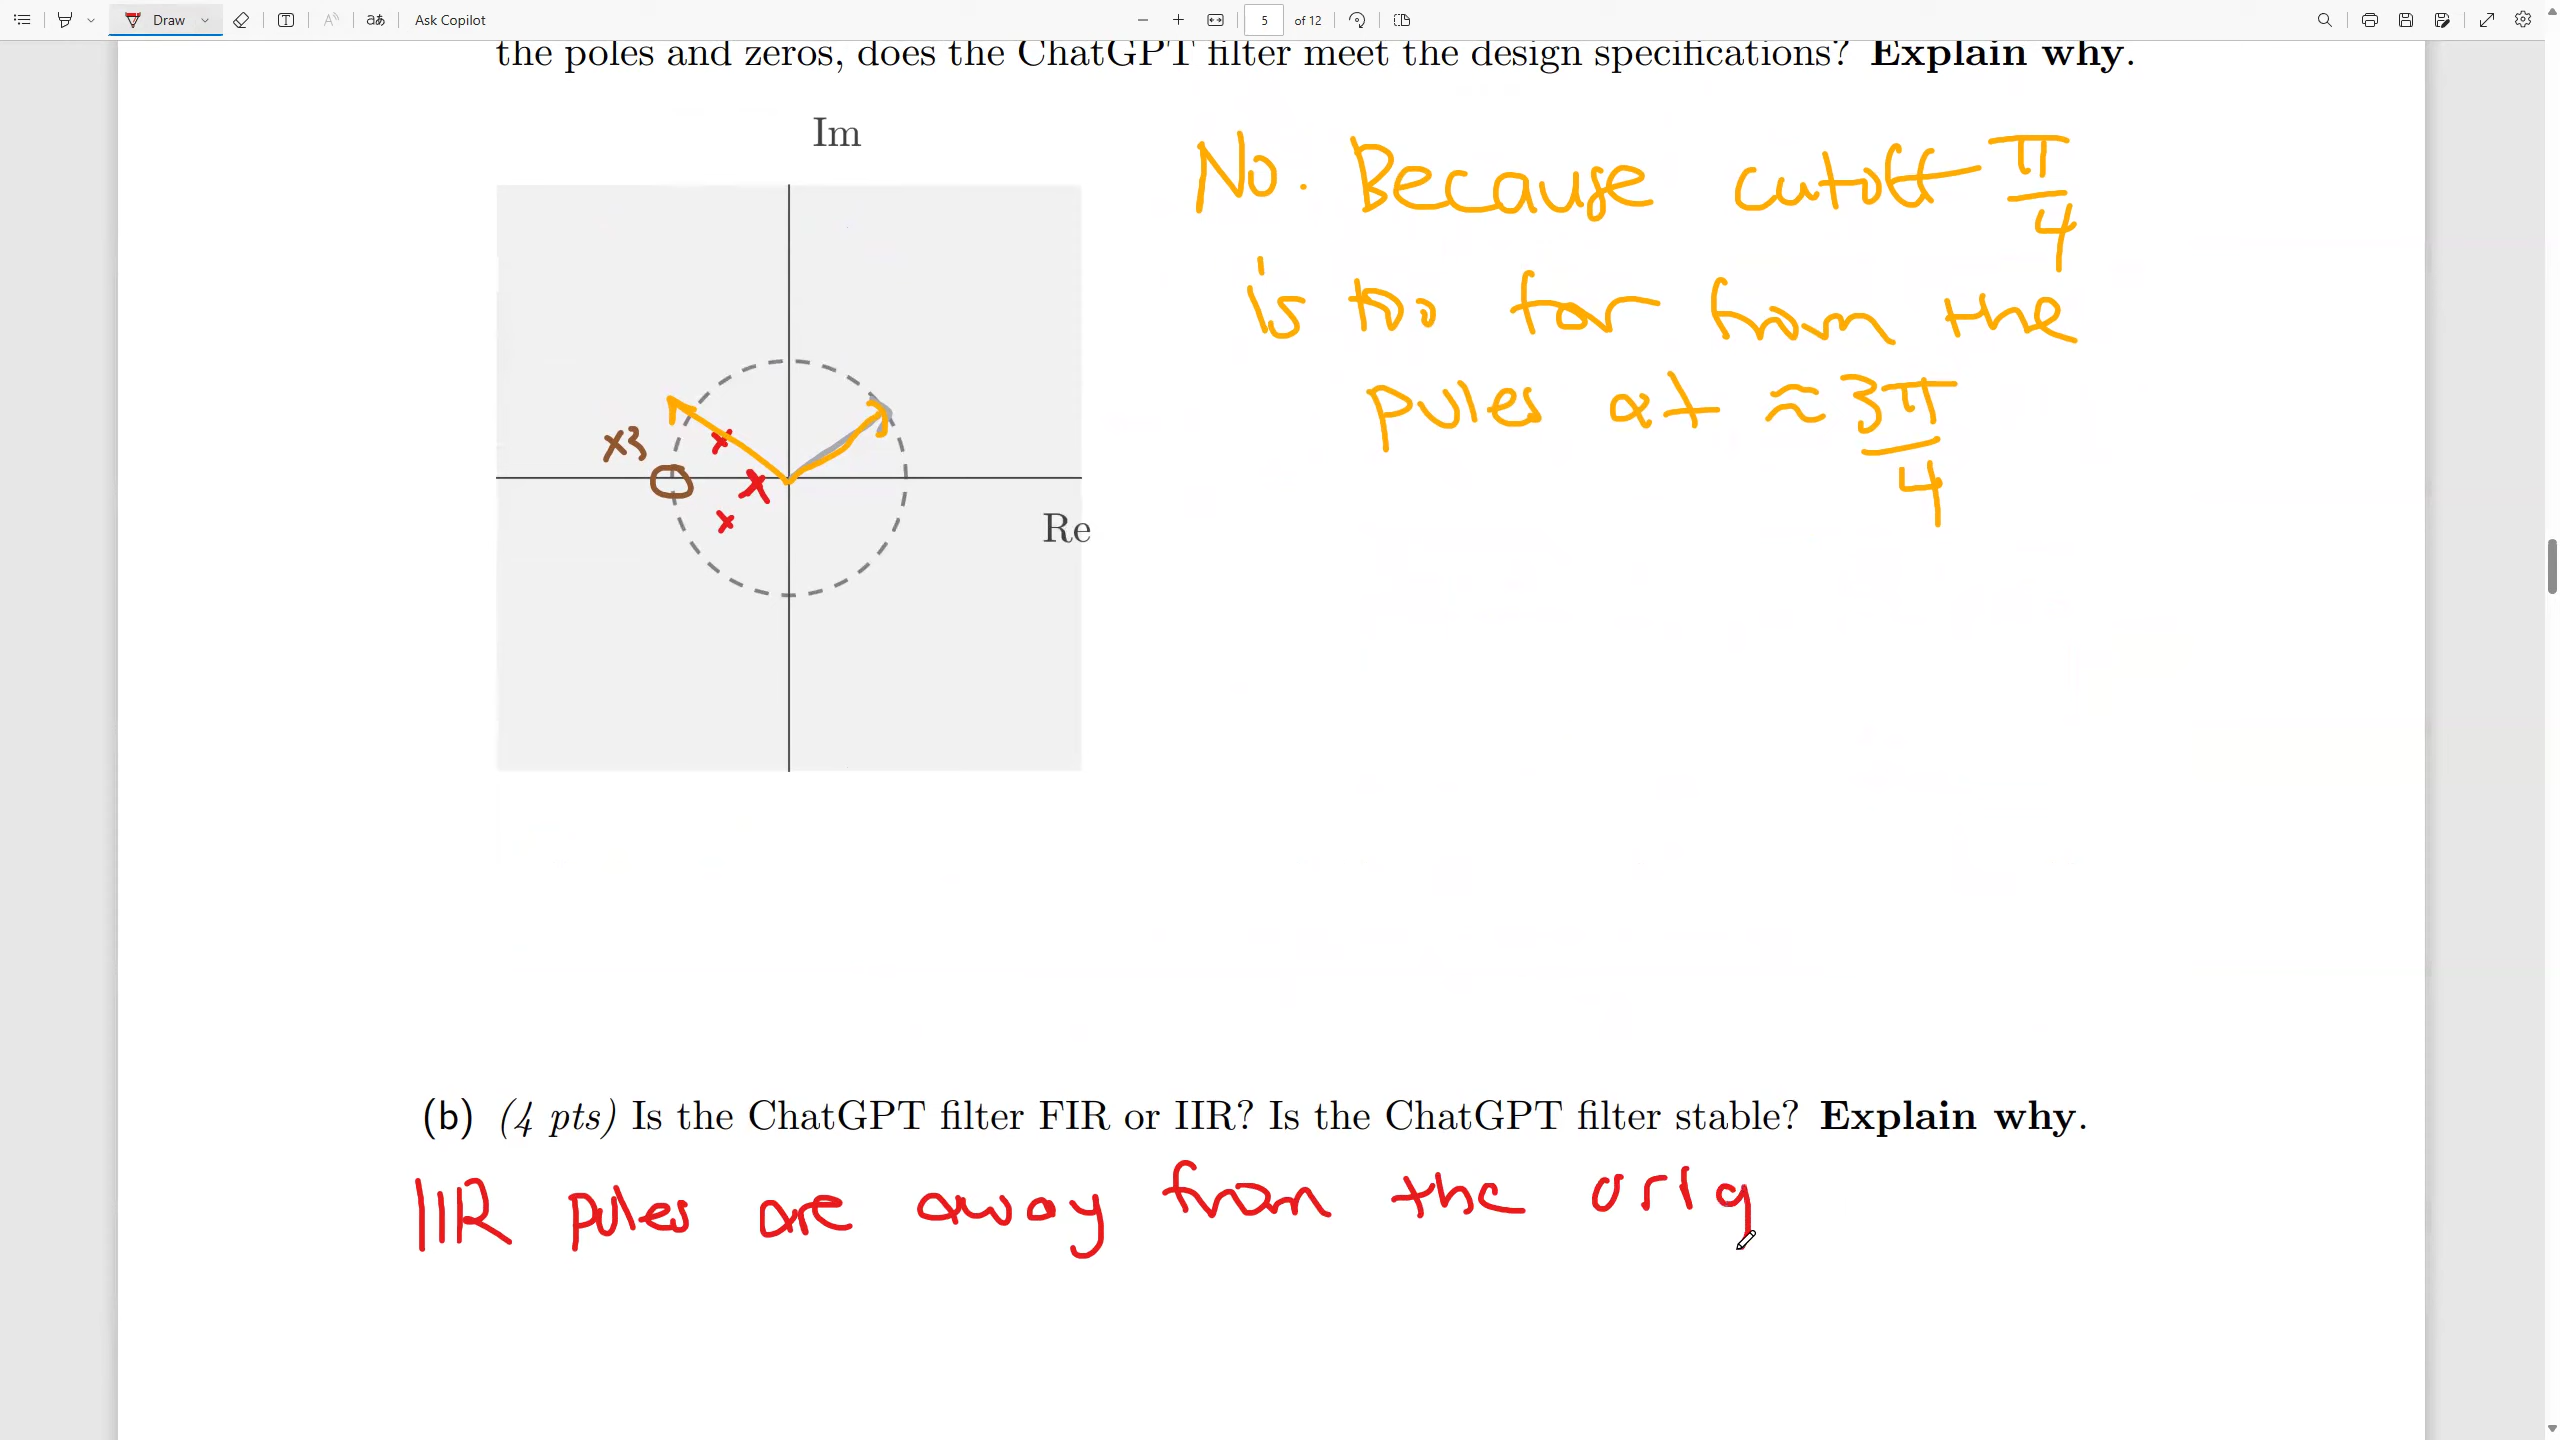 Draw
aあ
Ask Copilot
5 of 12
the poles and zeros, does the ChatGPT filter meet the design specifications? Explain why.
Im
Re
x3
No. Because cutoff π/4
is too far from the
poles at ≈ 3π/4
(b) (4 pts) Is the ChatGPT filter FIR or IIR? Is the ChatGPT filter stable? Explain why.
IIR poles are away from the orig